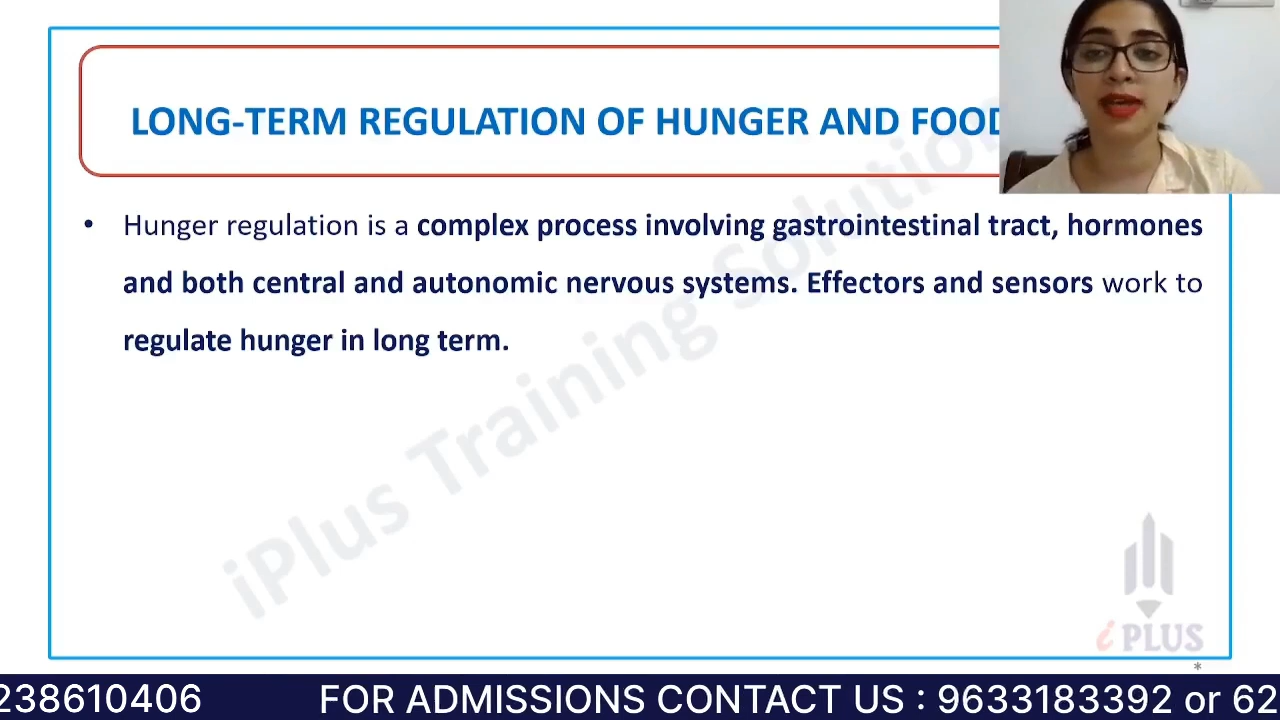 LONG-TERM REGULATION OF HUNGER AND FOOD
• Hunger regulation is a complex process involving gastrointestinal tract, hormones
and both central and autonomic nervous systems. Effectors and sensors work to
regulate hunger in long term.
iPlus Training Solution
i PLUS
*
238610406 FOR ADMISSIONS CONTACT US : 9633183392 or 62